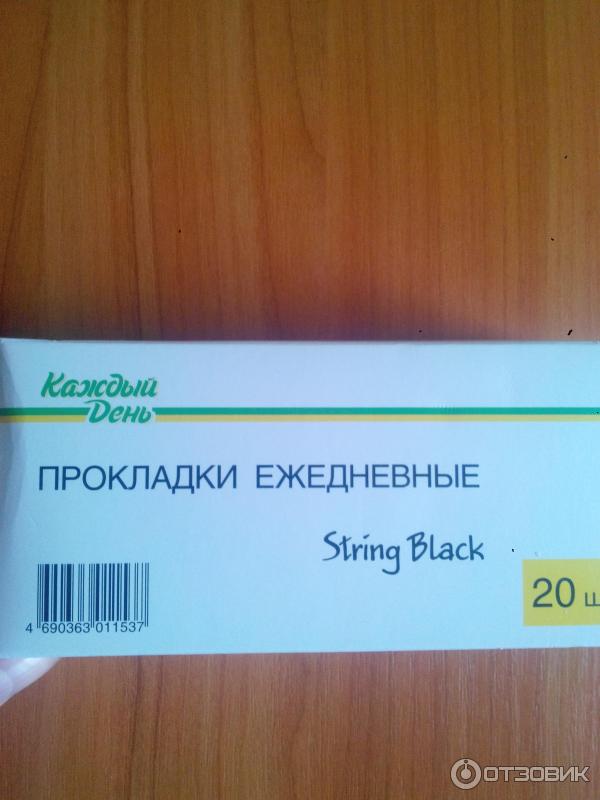 Каждый
День
ПРОКЛАДКИ ЕЖЕДНЕВНЫЕ
String Black
20 ш
4 690363 011537
ОТЗОВИК